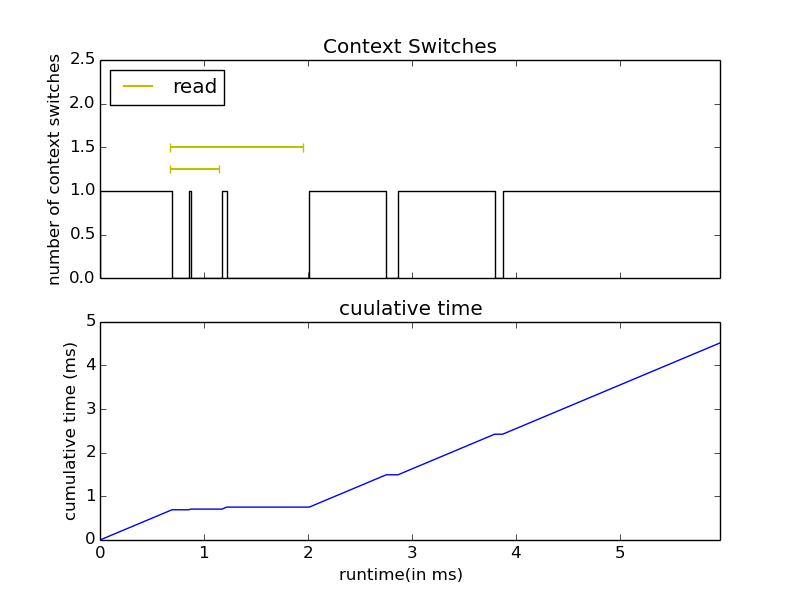 Context Switches
2.5
2.0
1.5
1.0
0.5
0.0
number of context switches
read
cuulative time
5
4
3
2
1
0
cumulative time (ms)
0 1 2 3 4 5
runtime(in ms)